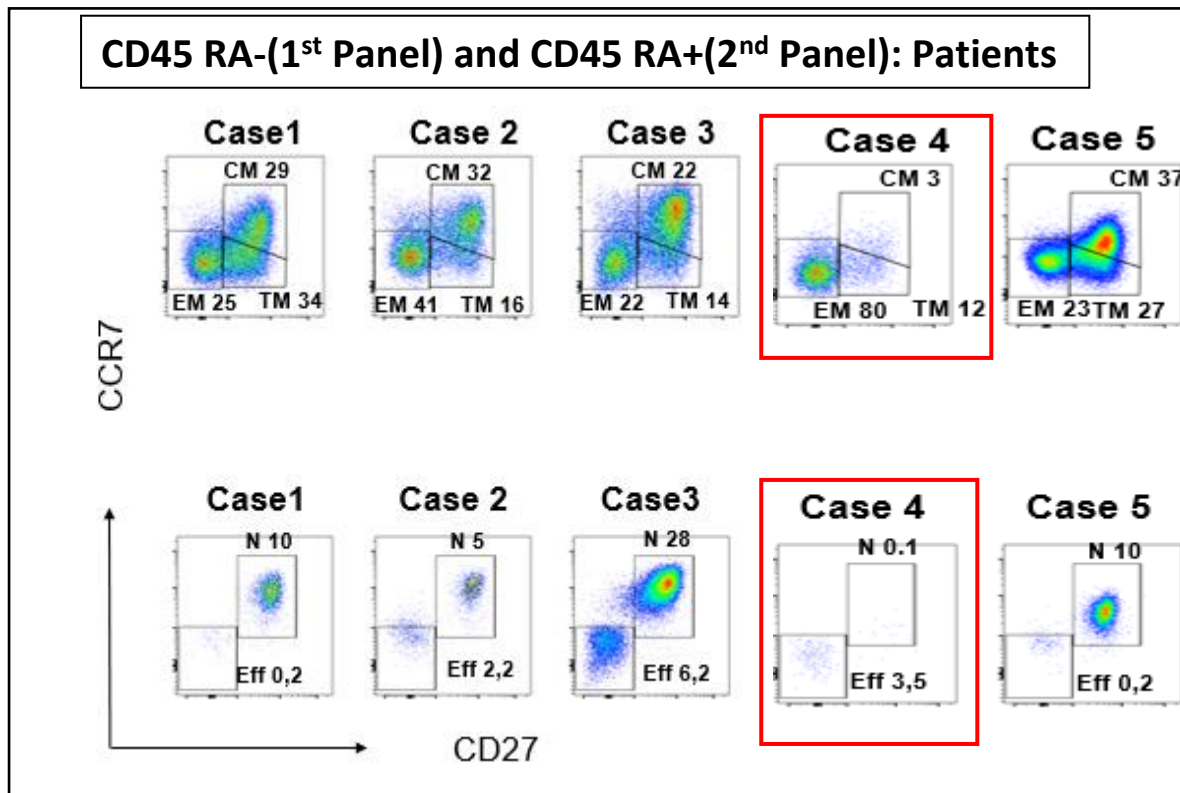 CD45 RA-(1st Panel) and CD45 RA+(2nd Panel): Patients
Case1
Case 2
Case 3
Case 4
Case 5
CM 29
CM 32
CM 22
CM 3
CM 37
EM 25
TM 34
EM 41
TM 16
EM 22
TM 14
EM 80
TM 12
EM 23
TM 27
CCR7
Case1
Case 2
Case3
Case 4
Case 5
N 10
N 5
N 28
N 0.1
N 10
Eff 0,2
Eff 2,2
Eff 6,2
Eff 3,5
Eff 0,2
CD27